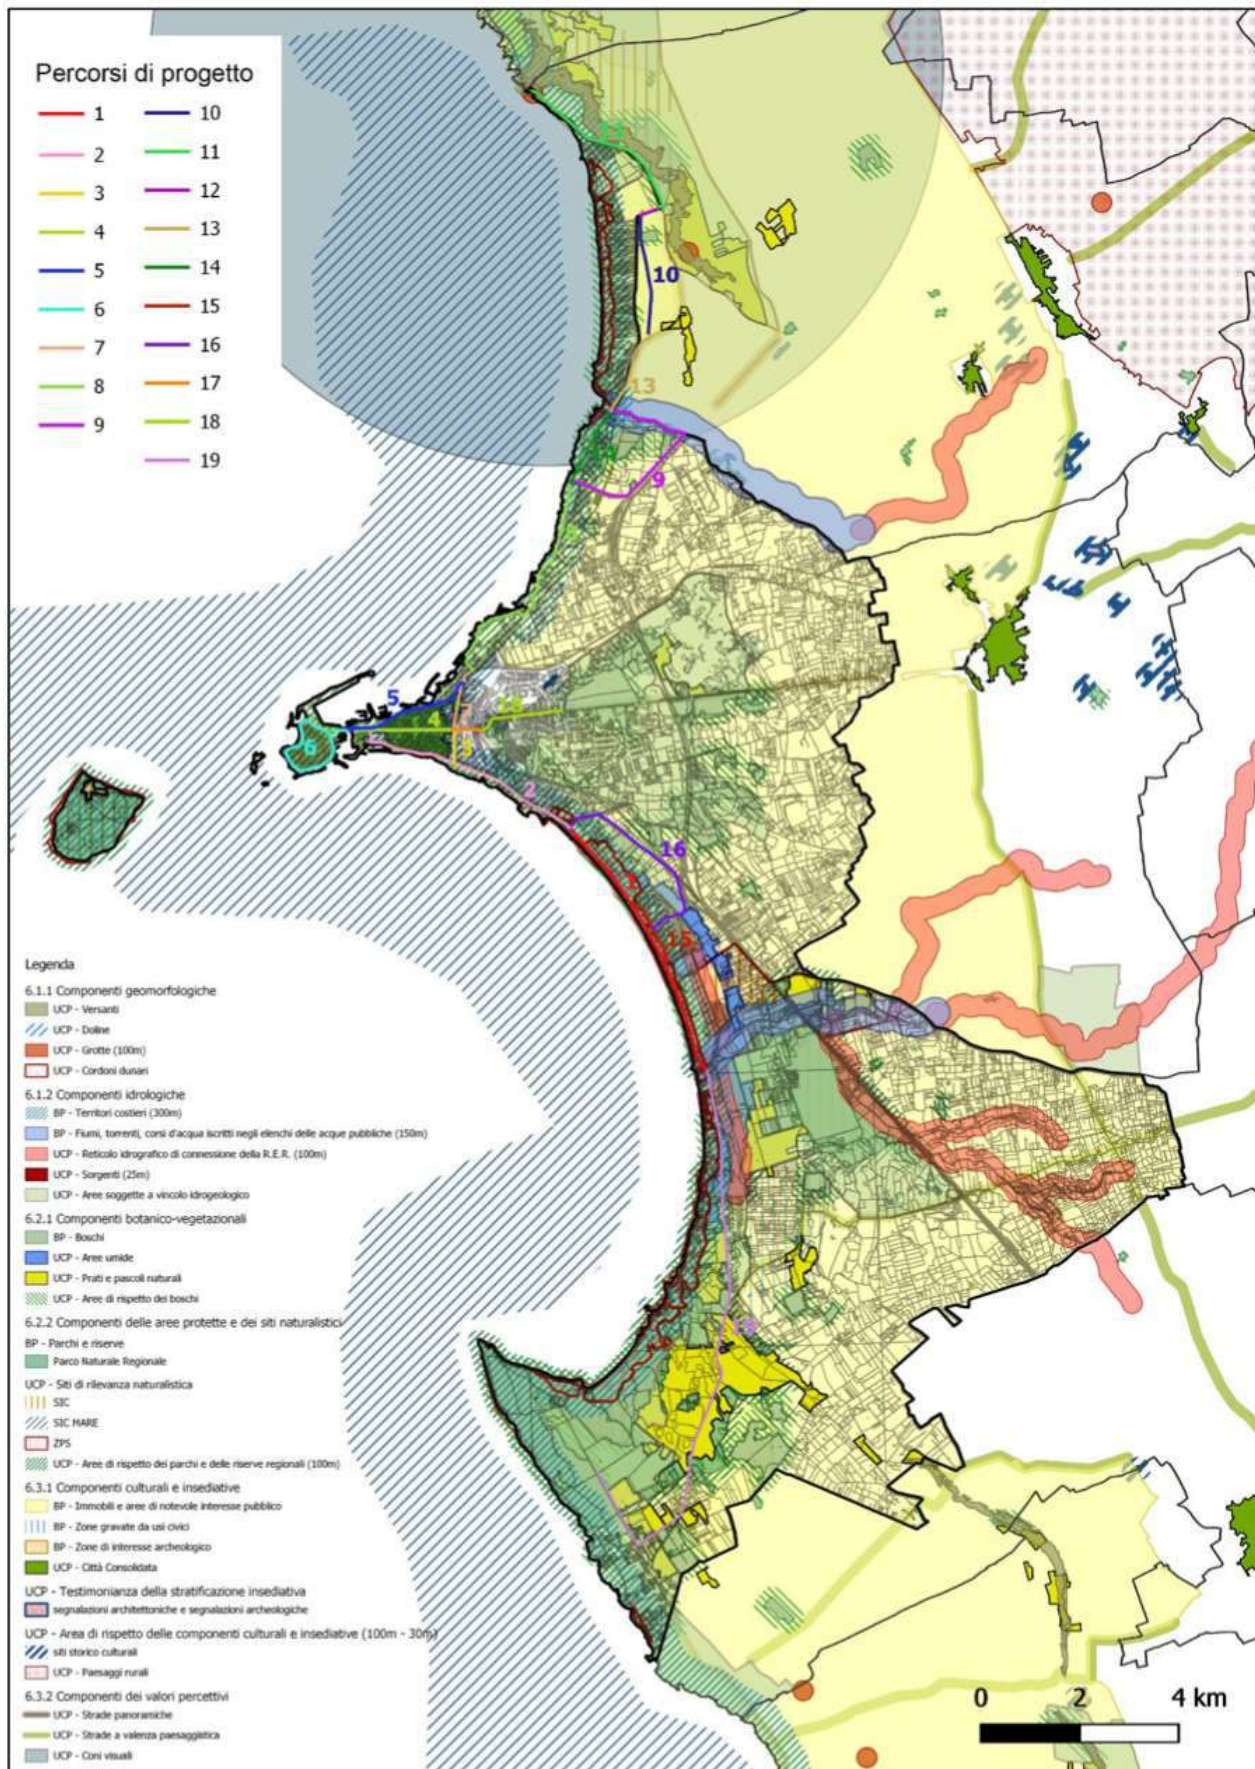 Percorsi di progetto
1
2
3
4
5
6
7
8
9
10
11
12
13
14
15
16
17
18
19
10
13
9
5
4
18
3
6
2
16
1
15
Legenda
6.1.1 Componenti geomorfologiche
UCP - Versanti
UCP - Doline
UCP - Grotte (100m)
UCP - Cordoni dunari
6.1.2 Componenti idrologiche
BP - Territori costieri (300m)
BP - Fiumi, torrenti, corsi d'acqua iscritti negli elenchi delle acque pubbliche (150m)
UCP - Reticolo idrografico di connessione della R.E.R. (100m)
UCP - Sorgenti (25m)
UCP - Aree soggette a vincolo idrogeologico
6.2.1 Componenti botanico-vegetazionali
BP - Boschi
UCP - Aree umide
UCP - Prati e pascoli naturali
UCP - Aree di rispetto dei boschi
6.2.2 Componenti delle aree protette e dei siti naturalistici
BP - Parchi e riserve
Parco Naturale Regionale
UCP - Siti di rilevanza naturalistica
SIC
SIC MARE
ZPS
UCP - Aree di rispetto dei parchi e delle riserve regionali (100m)
6.3.1 Componenti culturali e insediative
BP - Immobili e aree di notevole interesse pubblico
BP - Zone gravate da usi civici
BP - Zone di interesse archeologico
UCP - Città Consolidata
UCP - Testimonianza della stratificazione insediativa
segnalazioni architettoniche e segnalazioni archeologiche
UCP - Area di rispetto delle componenti culturali e insediative (100m - 30m)
siti storico culturali
UCP - Paesaggi rurali
6.3.2 Componenti dei valori percettivi
UCP - Strade panoramiche
UCP - Strade a valenza paesaggistica
UCP - Coni visuali
0 2 4 km